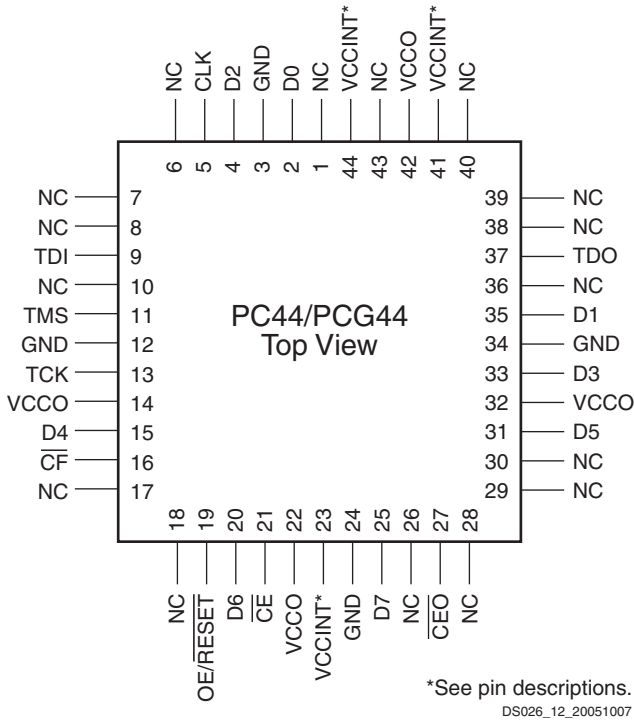 NC CLK D2 GND D0 NC VCCINT* NC VCCO VCCINT* NC
6 5 4 3 2 1 44 43 42 41 40
NC 7 39 NC
NC 8 38 NC
TDI 9 37 TDO
NC 10 36 NC
TMS 11 35 D1
GND 12 34 GND
TCK 13 33 D3
VCCO 14 32 VCCO
D4 15 31 D5
CF 16 30 NC
NC 17 29 NC
PC44/PCG44
Top View
18 19 20 21 22 23 24 25 26 27 28
NC OE/RESET D6 CE VCCO VCCINT* GND D7 NC CEO NC
*See pin descriptions.
DS026_12_20051007